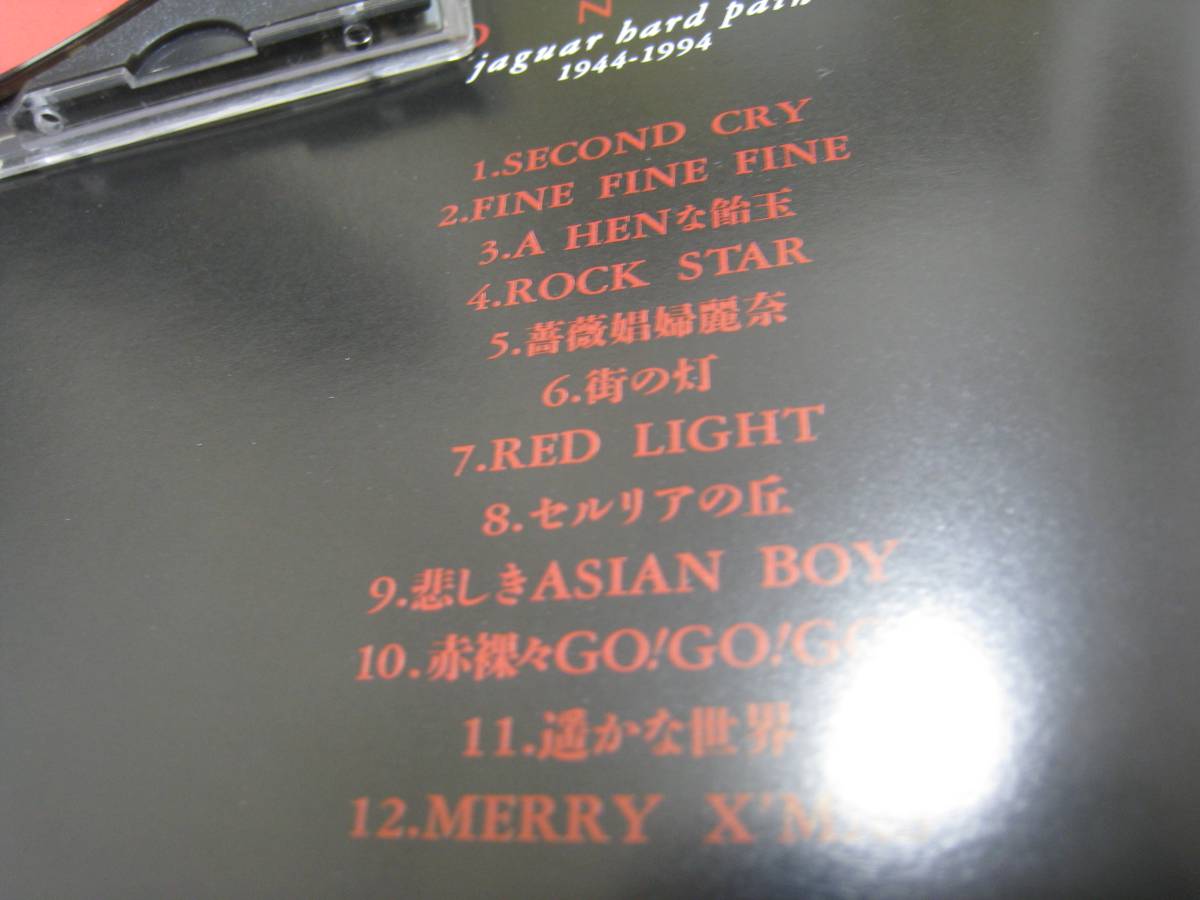 jaguar hard pain
1944-1994
1.SECOND CRY
2.FINE FINE FINE
3.A HENな飴玉
4.ROCK STAR
5.薔薇娼婦麗奈
6.街の灯
7.RED LIGHT
8.セルリアの丘
9.悲しきASIAN BOY
10.赤裸々GO!GO!GO
11.遥かな世界
12.MERRY